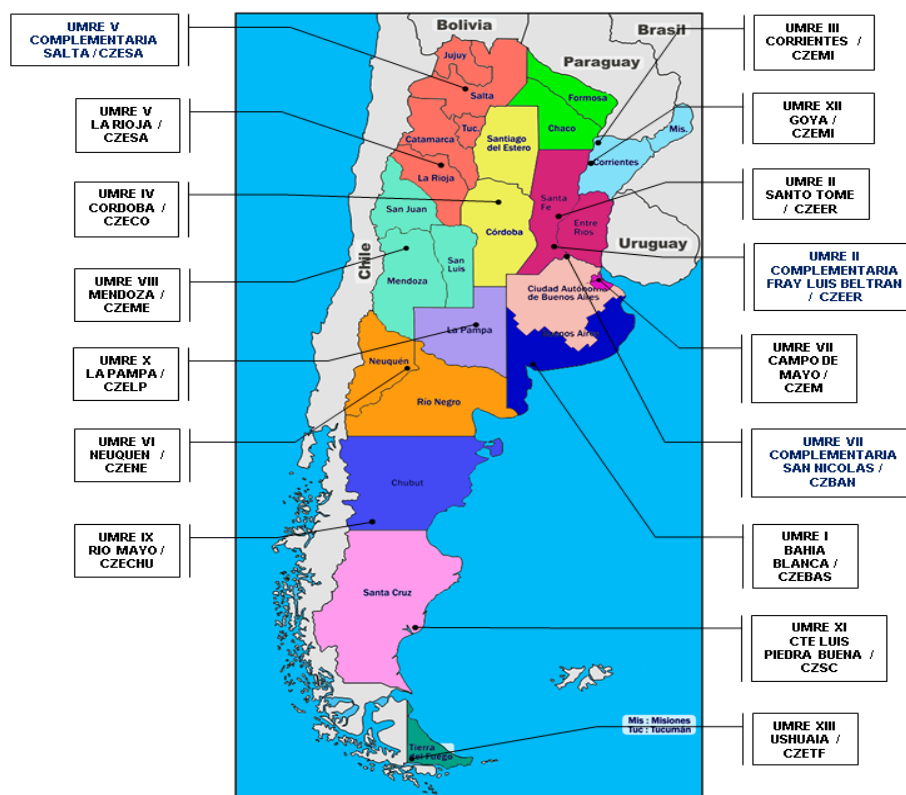 UMRE V
COMPLEMENTARIA
SALTA / CZESA
UMRE V
LA RIOJA /
CZESA
UMRE IV
CORDOBA /
CZECO
UMRE VIII
MENDOZA /
CZEME
UMRE X
LA PAMPA /
CZELP
UMRE VI
NEUQUEN /
CZENE
UMRE IX
RIO MAYO /
CZECHU
Bolivia
Brasil
Paraguay
Chile
Uruguay
Jujuy
Salta
Formosa
Chaco
Tuc.
Catamarca
Santiago
del Estero
Mis.
Corrientes
La Rioja
Santa
Fe
San Juan
Entre
Rios
Córdoba
San
Luis
Mendoza
Ciudad Autónoma
de Buenos Aires
Buenos Aires
La Pampa
Neuquén
Río Negro
Chubut
Santa Cruz
Tierra
del Fuego
Mis : Misiones
Tuc : Tucumán
UMRE III
CORRIENTES /
CZEMI
UMRE XII
GOYA /
CZEMI
UMRE II
SANTO TOME
/ CZEER
UMRE II
COMPLEMENTARIA
FRAY LUIS BELTRAN
/ CZEER
UMRE VII
CAMPO DE
MAYO /
CZEM
UMRE VII
COMPLEMENTARIA
SAN NICOLAS /
CZBAN
UMRE I
BAHIA
BLANCA /
CZEBAS
UMRE XI
CTE LUIS
PIEDRA BUENA /
CZSC
UMRE XIII
USHUAIA /
CZETF